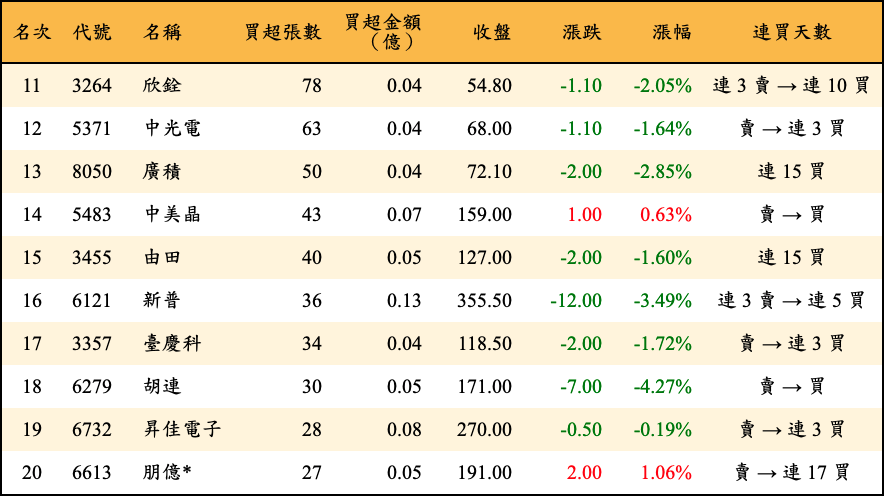 名次 代號 名稱 買超張數 買超金額（億） 收盤 漲跌 漲幅 連買天數
11 3264 欣銓 78 0.04 54.80 -1.10 -2.05% 連 3 賣 → 連 10 買
12 5371 中光電 63 0.04 68.00 -1.10 -1.64% 賣 → 連 3 買
13 8050 廣積 50 0.04 72.10 -2.00 -2.85% 連 15 買
14 5483 中美晶 43 0.07 159.00 1.00 0.63% 賣 → 買
15 3455 由田 40 0.05 127.00 -2.00 -1.60% 連 15 買
16 6121 新普 36 0.13 355.50 -12.00 -3.49% 連 3 賣 → 連 5 買
17 3357 臺慶科 34 0.04 118.50 -2.00 -1.72% 賣 → 連 3 買
18 6279 胡連 30 0.05 171.00 -7.00 -4.27% 賣 → 買
19 6732 昇佳電子 28 0.08 270.00 -0.50 -0.19% 賣 → 連 3 買
20 6613 朋億* 27 0.05 191.00 2.00 1.06% 賣 → 連 17 買